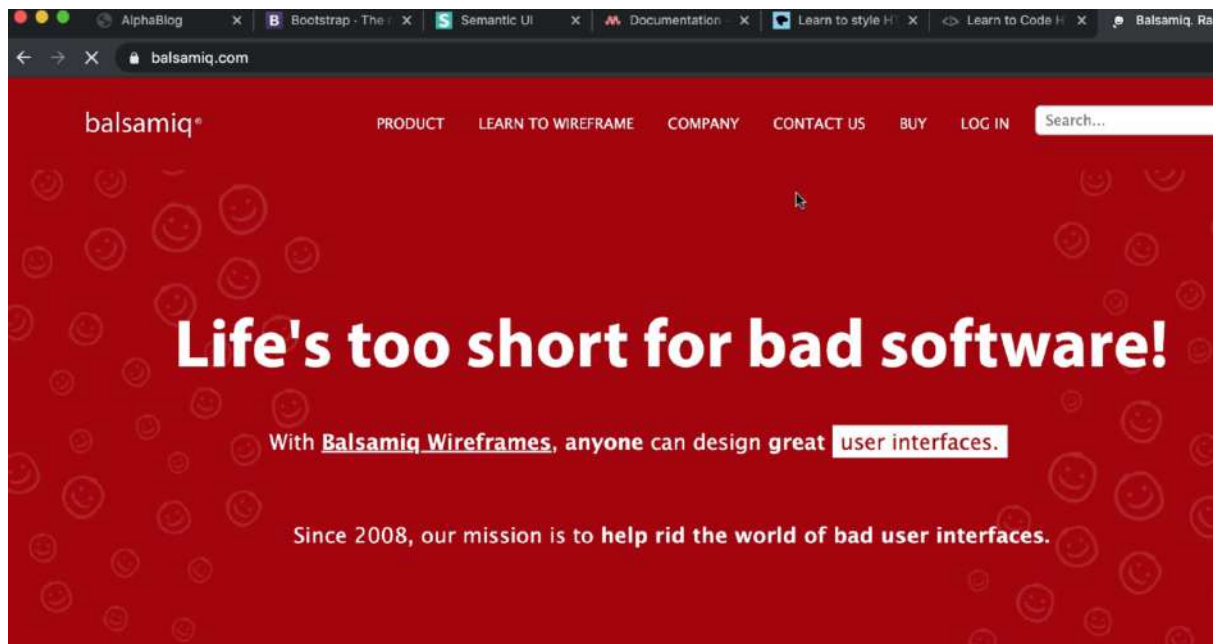 AlphaBlog
Bootstrap · The
Semantic UI
Documentation
Learn to style HT
Learn to Code H
Balsamiq. Ra
balsamiq.com
balsamiq®
PRODUCT
LEARN TO WIREFRAME
COMPANY
CONTACT US
BUY
LOG IN
Search...
Life's too short for bad software!
With Balsamiq Wireframes, anyone can design great user interfaces.
Since 2008, our mission is to help rid the world of bad user interfaces.